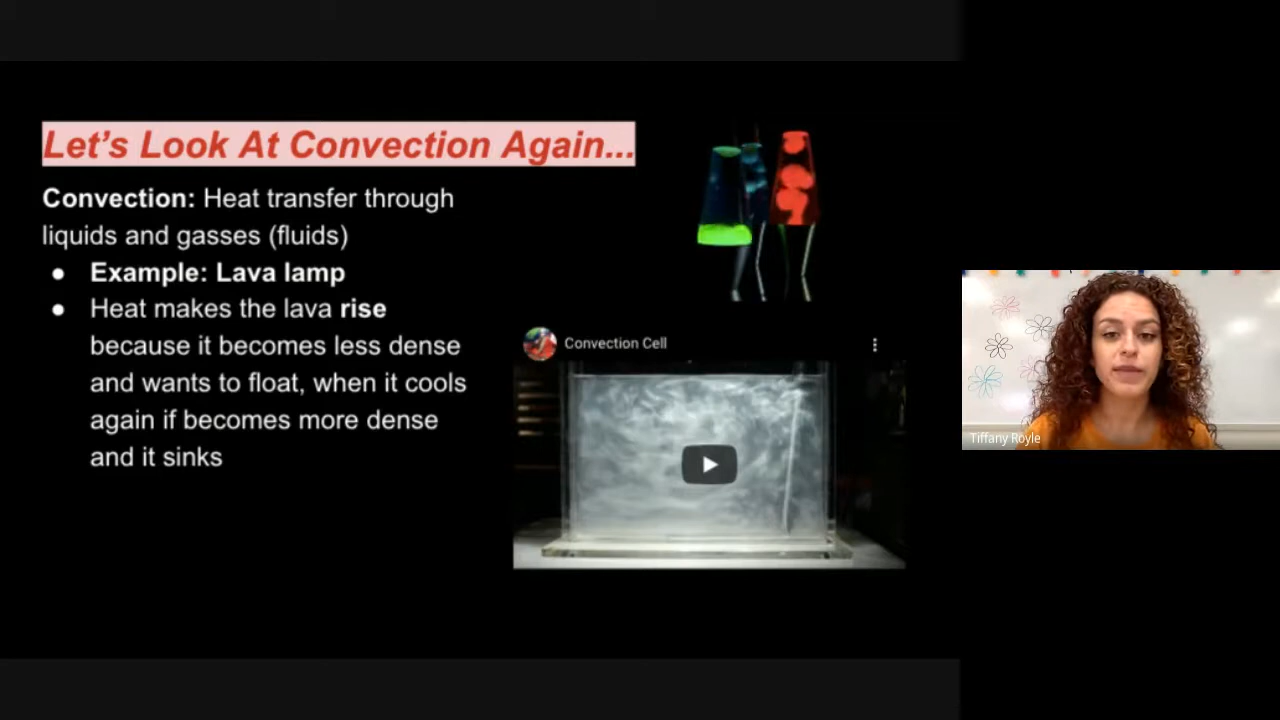 Let's Look At Convection Again...
Convection: Heat transfer through
liquids and gasses (fluids)
● Example: Lava lamp
● Heat makes the lava rise
because it becomes less dense
and wants to float, when it cools
again if becomes more dense
and it sinks
Convection Cell
Tiffany Royle